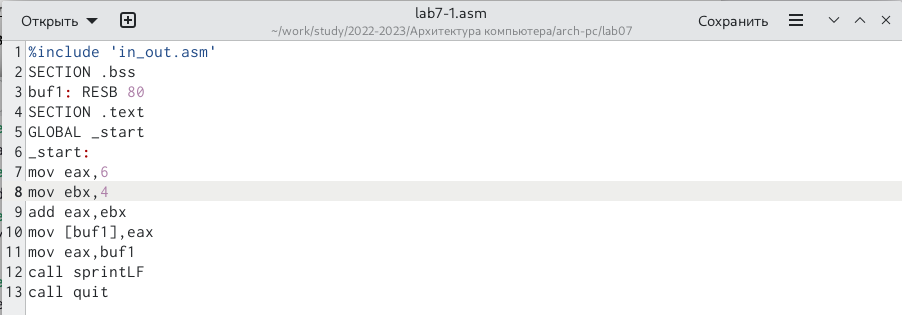 Открыть
lab7-1.asm
~/work/study/2022-2023/Архитектура компьютера/arch-pc/lab07
Сохранить
1 %include 'in_out.asm'
2 SECTION .bss
3 buf1: RESB 80
4 SECTION .text
5 GLOBAL _start
6 _start:
7 mov eax,6
8 mov ebx,4
9 add eax,ebx
10 mov [buf1],eax
11 mov eax,buf1
12 call sprintLF
13 call quit